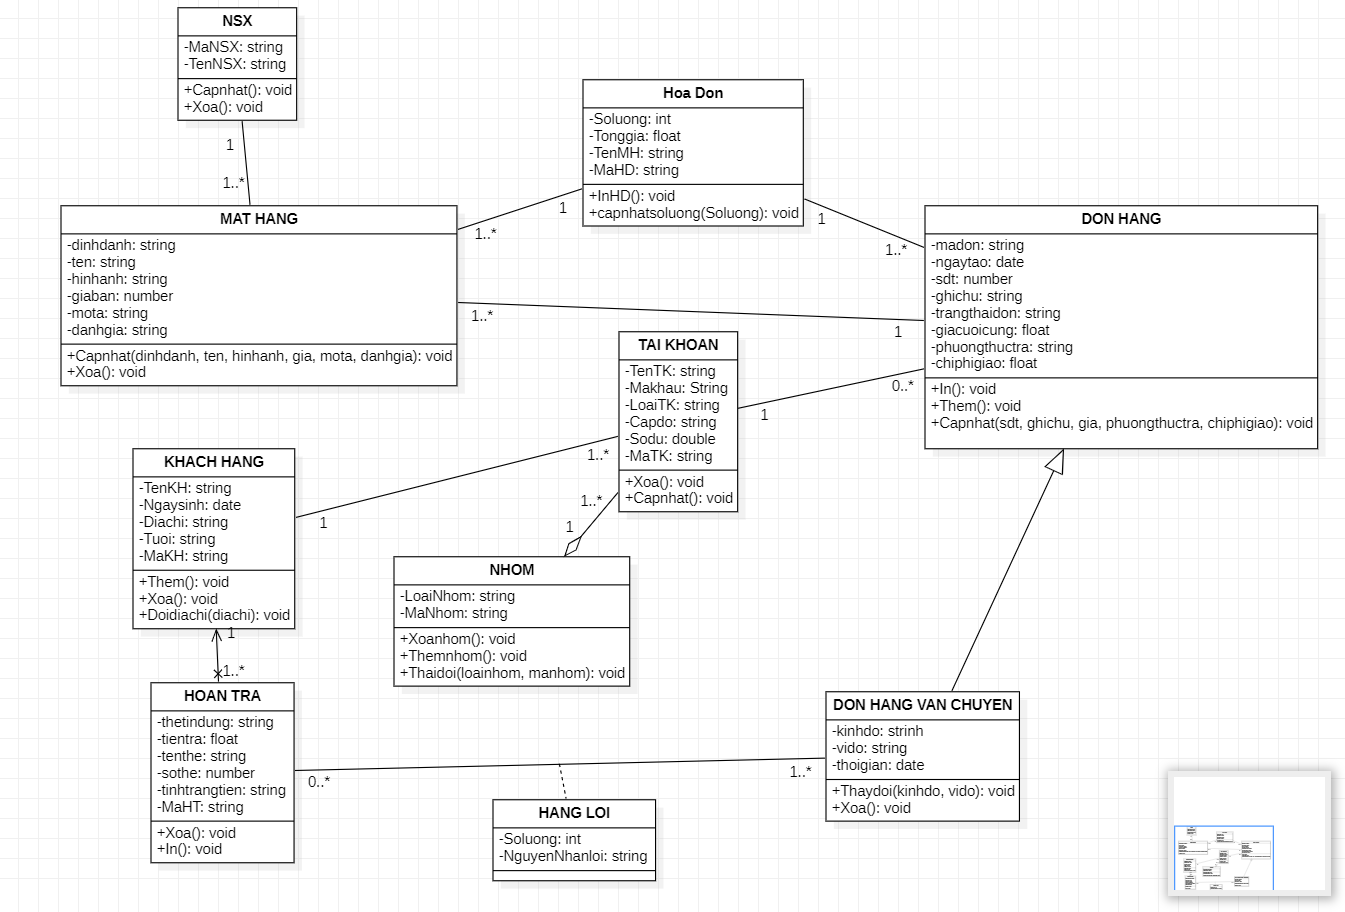 NSX
-MaNSX: string
-TenNSX: string
+Capnhat(): void
+Xoa(): void
1
1..*
Hoa Don
-Soluong: int
-Tonggia: float
-TenMH: string
-MaHD: string
+InHD(): void
+capnhatsoluong(Soluong): void
1
1..*
1
1..*
MAT HANG
-dinhdanh: string
-ten: string
-hinhanh: string
-giaban: number
-mota: string
-danhgia: string
+Capnhat(dinhdanh, ten, hinhanh, gia, mota, danhgia): void
+Xoa(): void
1..*
1
DON HANG
-madon: string
-ngaytao: date
-sdt: number
-ghichu: string
-trangthaidon: string
-giacuoicung: float
-phuongthuctra: string
-chiphigiao: float
+In(): void
+Them(): void
+Capnhat(sdt, ghichu, gia, phuongthuctra, chiphigiao): void
TAI KHOAN
-TenTK: string
-Makhau: String
-LoaiTK: string
-Capdo: string
-Sodu: double
-MaTK: string
+Xoa(): void
+Capnhat(): void
1
0..*
1..*
1
1..*
1
KHACH HANG
-TenKH: string
-Ngaysinh: date
-Diachi: string
-Tuoi: string
-MaKH: string
+Them(): void
+Xoa(): void
+Doidiachi(diachi): void
1
1..*
NHOM
-LoaiNhom: string
-MaNhom: string
+Xoanhom(): void
+Themnhom(): void
+Thaidoi(loainhom, manhom): void
HOAN TRA
-thetindung: string
-tientra: float
-tenthe: string
-sothe: number
-tinhtrangtien: string
-MaHT: string
+Xoa(): void
+In(): void
0..*
1..*
DON HANG VAN CHUYEN
-kinhdo: strinh
-vido: string
-thoigian: date
+Thaydoi(kinhdo, vido): void
+Xoa(): void
HANG LOI
-Soluong: int
-NguyenNhanloi: string